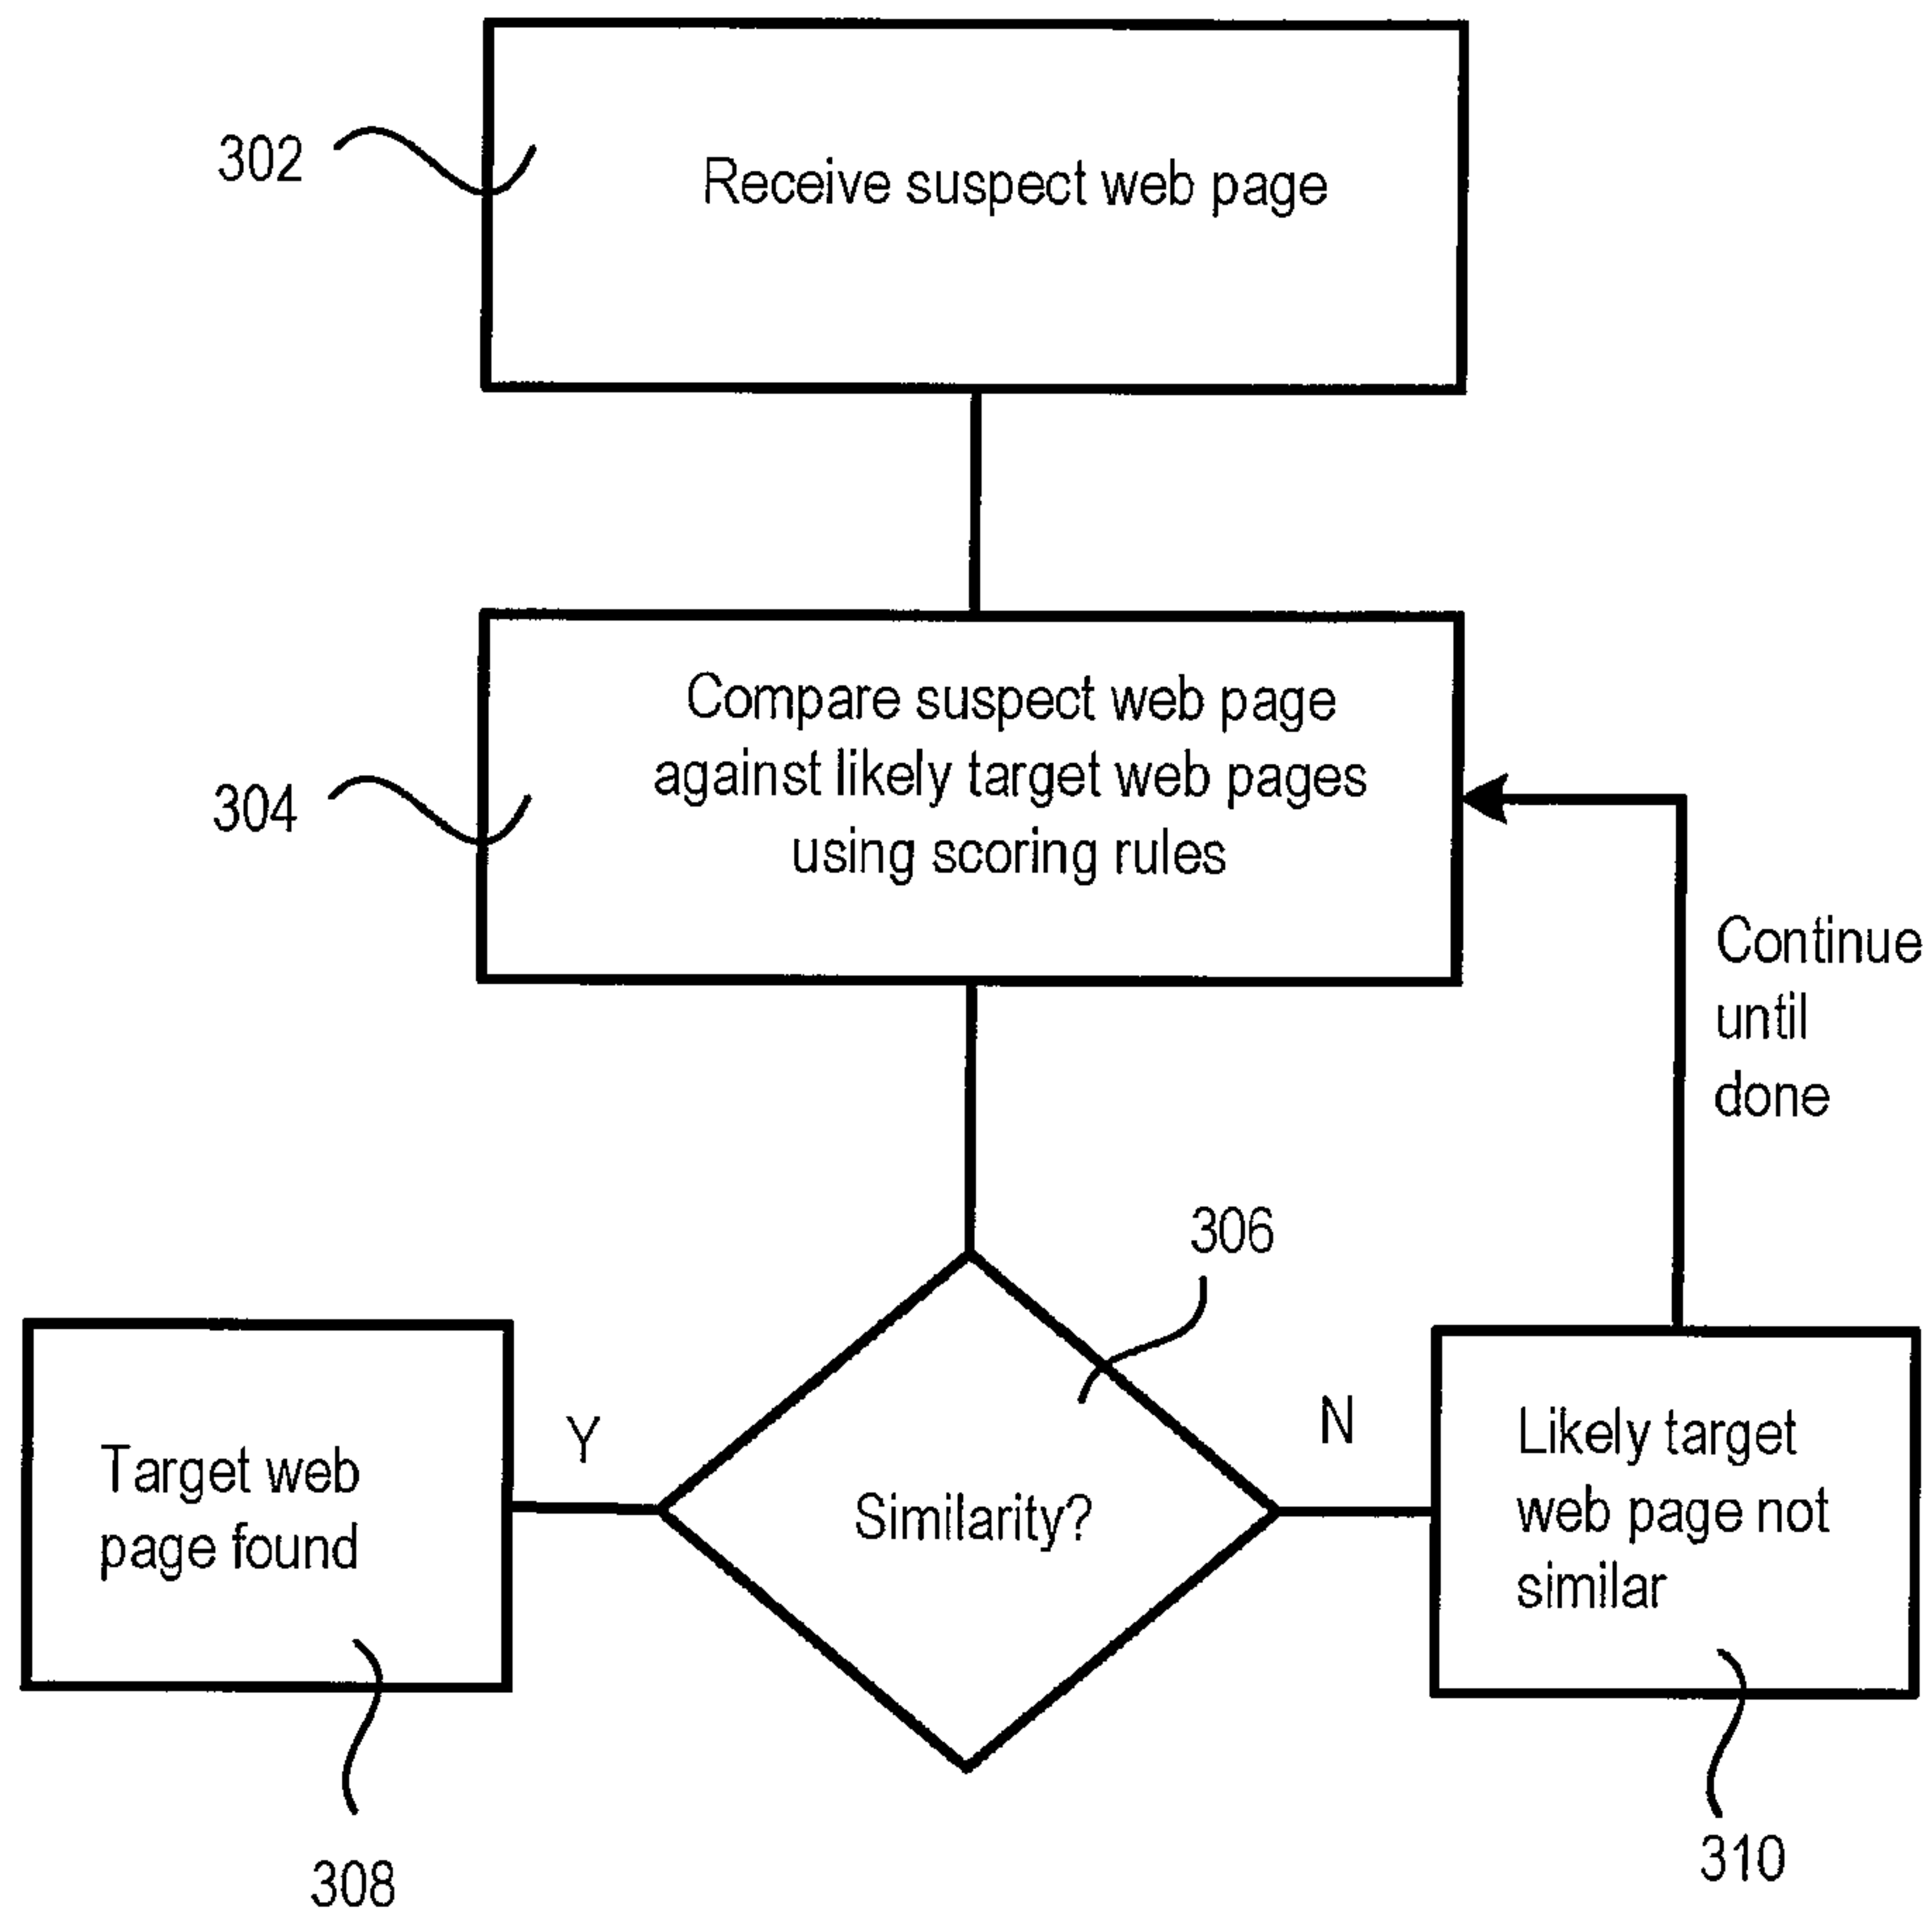 302
Receive suspect web page
304
Compare suspect web page
against likely target web pages
using scoring rules
Continue
until
done
306
Target web
page found
Y
Similarity?
N
Likely target
web page not
similar
308
310